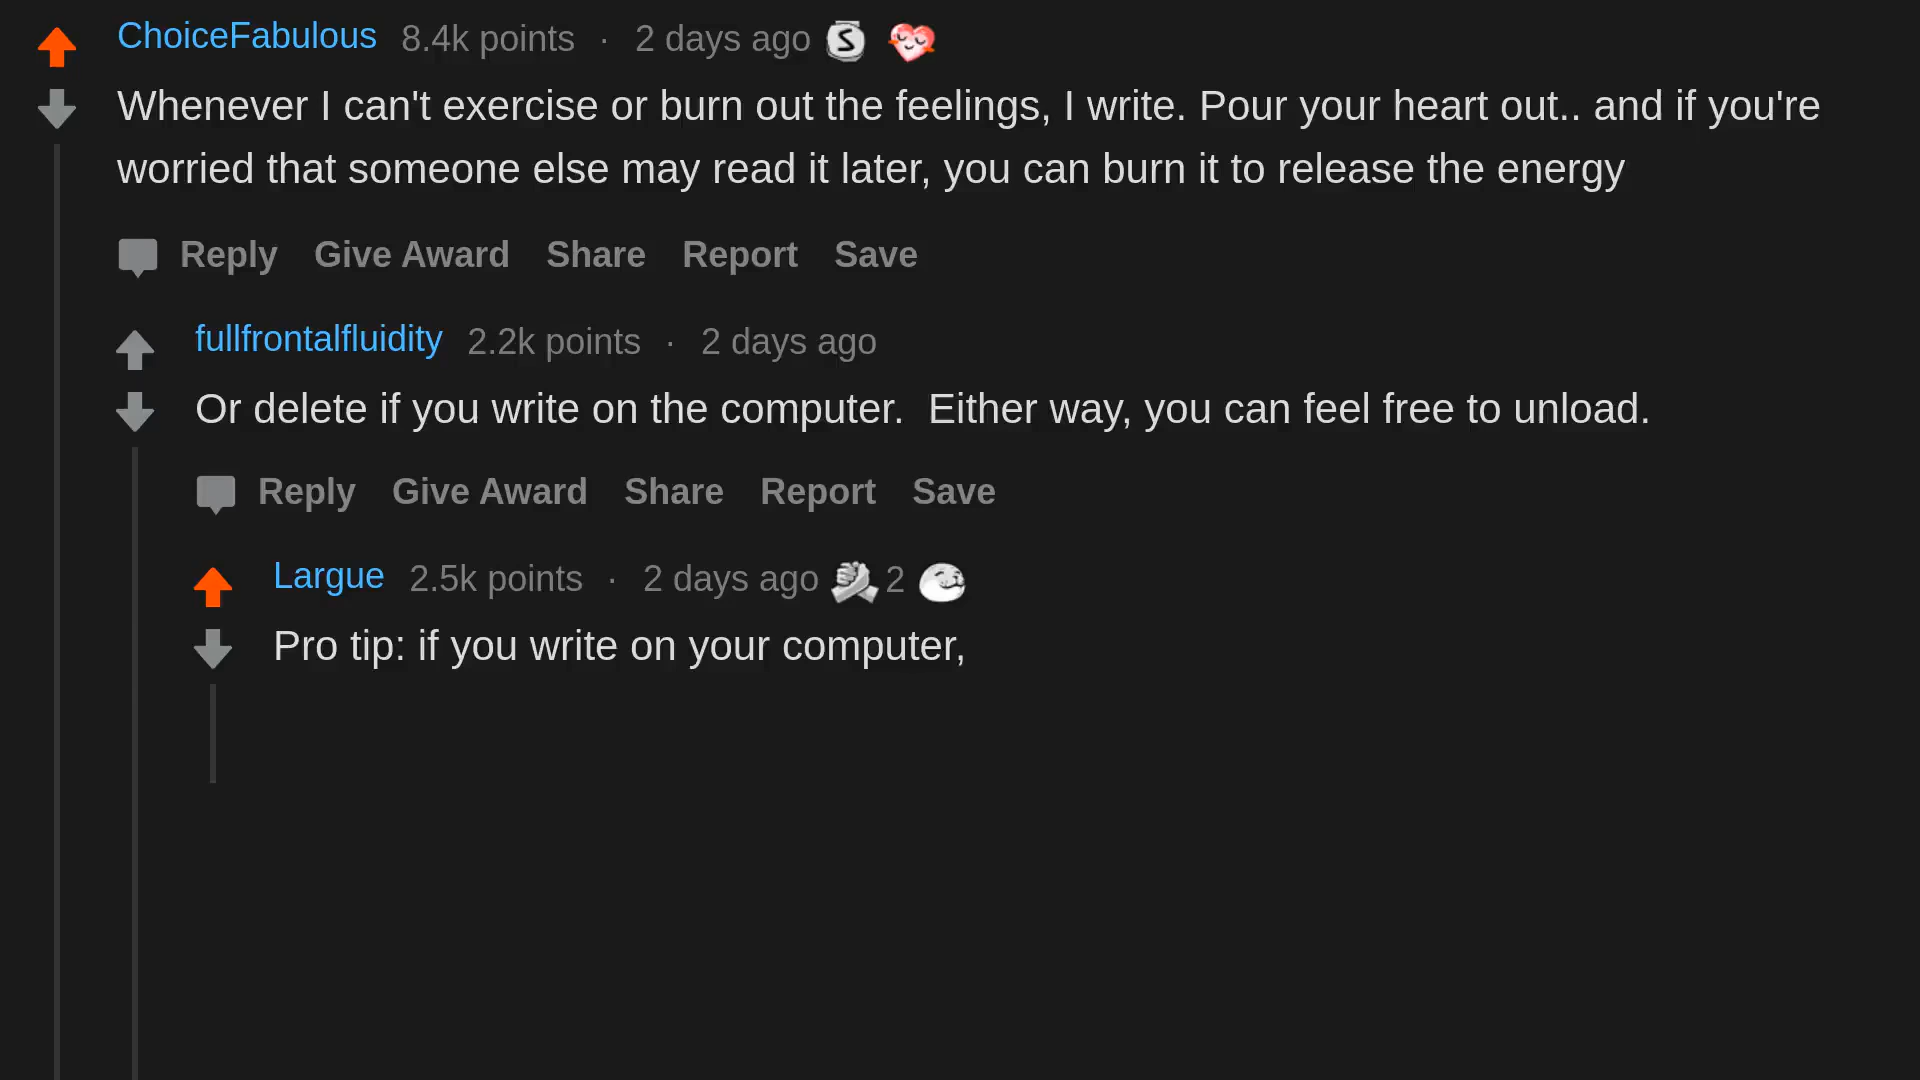 ChoiceFabulous 8.4k points · 2 days ago S
Whenever I can't exercise or burn out the feelings, I write. Pour your heart out.. and if you're
worried that someone else may read it later, you can burn it to release the energy
Reply Give Award Share Report Save
fullfrontalfluidity 2.2k points · 2 days ago
Or delete if you write on the computer.  Either way, you can feel free to unload.
Reply Give Award Share Report Save
Largue 2.5k points · 2 days ago 2
Pro tip: if you write on your computer,